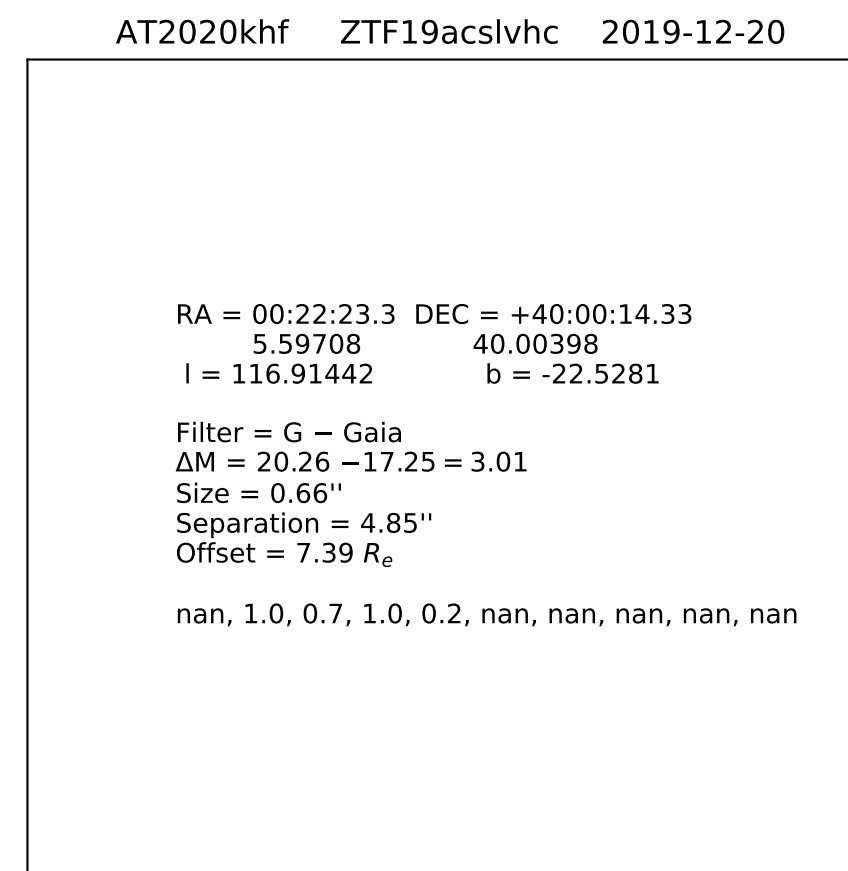 AT2020khf ZTF19acslvhc 2019-12-20
RA = 00:22:23.3 DEC = +40:00:14.33
5.59708 40.00398
l = 116.91442 b = -22.5281
Filter = G − Gaia
ΔM = 20.26 −17.25 = 3.01
Size = 0.66''
Separation = 4.85''
Offset = 7.39 Re
nan, 1.0, 0.7, 1.0, 0.2, nan, nan, nan, nan, nan